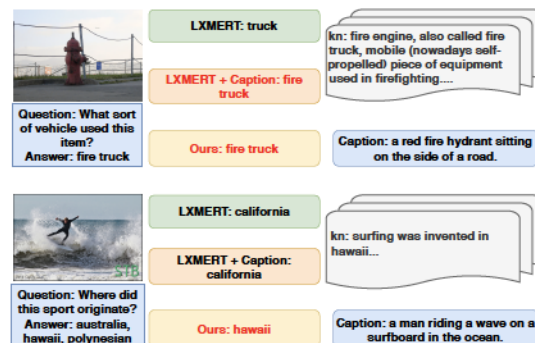 LXMERT: truck
kn: fire engine, also called fire
truck, mobile (nowadays self-
propelled) piece of equipment
used in firefighting....
LXMERT + Caption: fire
truck
Question: What sort
of vehicle used this
item?
Answer: fire truck
Ours: fire truck
Caption: a red fire hydrant sitting
on the side of a road.
LXMERT: california
kn: surfing was invented in
hawaii...
LXMERT + Caption:
california
STB
Question: Where did
this sport originate?
Answer: australia,
hawaii, polynesian
Ours: hawaii
Caption: a man riding a wave on a
surfboard in the ocean.